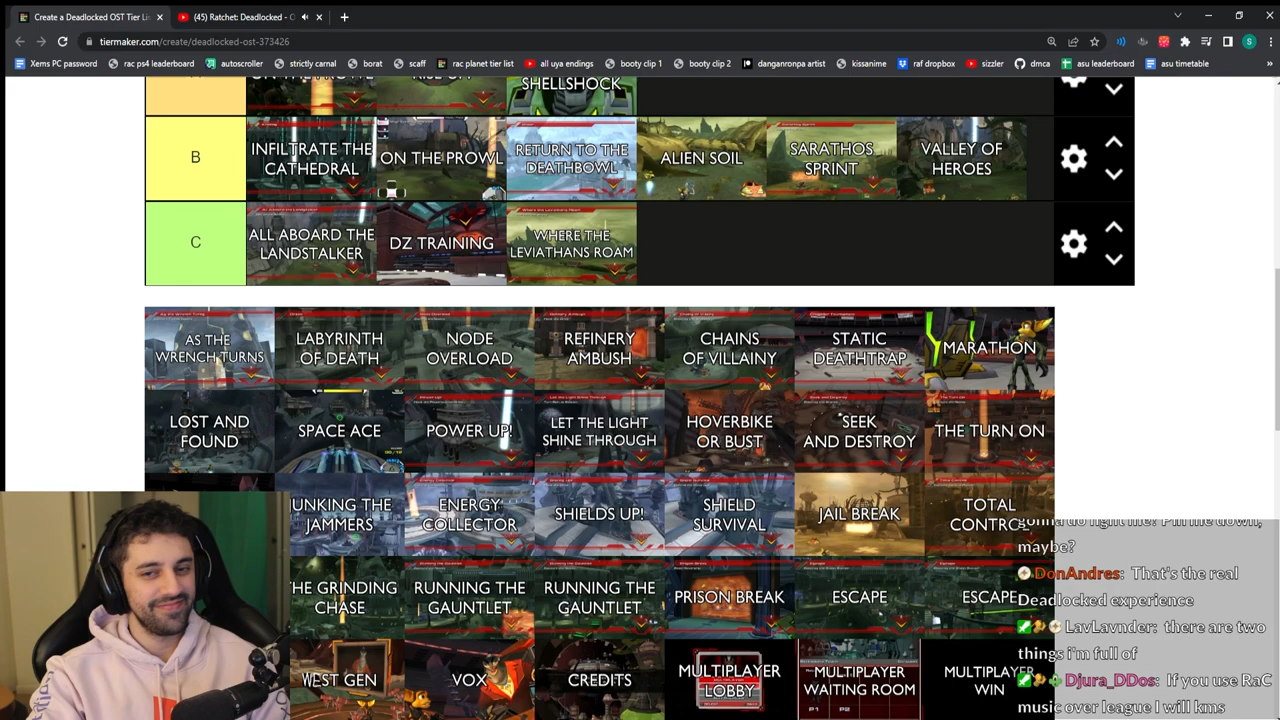 Create a Deadlocked OST Tier Lis
(45) Ratchet: Deadlocked - O
tiermaker.com/create/deadlocked-ost-373426
Xems PC password
rac ps4 leaderboard
autoscroller
strictly carnal
borat
scaff
rac planet tier list
all uya endings
booty clip 1
booty clip 2
danganronpa artist
kissanime
raf dropbox
sizzler
dmca
asu leaderboard
asu timetable
SHELLSHOCK
B
INFILTRATE THE
CATHEDRAL
ON THE PROWL
RETURN TO THE
DEATHBOWL
ALIEN SOIL
SARATHOS
SPRINT
VALLEY OF
HEROES
C
ALL ABOARD THE
LANDSTALKER
DZ TRAINING
WHERE THE
LEVIATHANS ROAM
AS THE
WRENCH TURNS
LABYRINTH
OF DEATH
NODE
OVERLOAD
REFINERY
AMBUSH
CHAINS
OF VILLAINY
STATIC
DEATHTRAP
MARATHON
LOST AND
FOUND
SPACE ACE
POWER UP!
LET THE LIGHT
SHINE THROUGH
HOVERBIKE
OR BUST
SEEK
AND DESTROY
THE TURN ON
UNKING THE
JAMMERS
ENERGY
COLLECTOR
SHIELDS UP!
SHIELD
SURVIVAL
JAIL BREAK
TOTAL
CONTRO
HE GRINDING
CHASE
RUNNING THE
GAUNTLET
RUNNING THE
GAUNTLET
PRISON BREAK
ESCAPE
ESCAPE
WEST GEN
VOX
CREDITS
MULTIPLAYER
LOBBY
MULTIPLAYER
WAITING ROOM
P1 P2
MULTIPLAYER
WIN
maybe?
DonAndres: That's the real
Deadlocked experience
LavLavnder: there are two
things i'm full of
Djura_DDos: If you use RaC
music over league I will kms